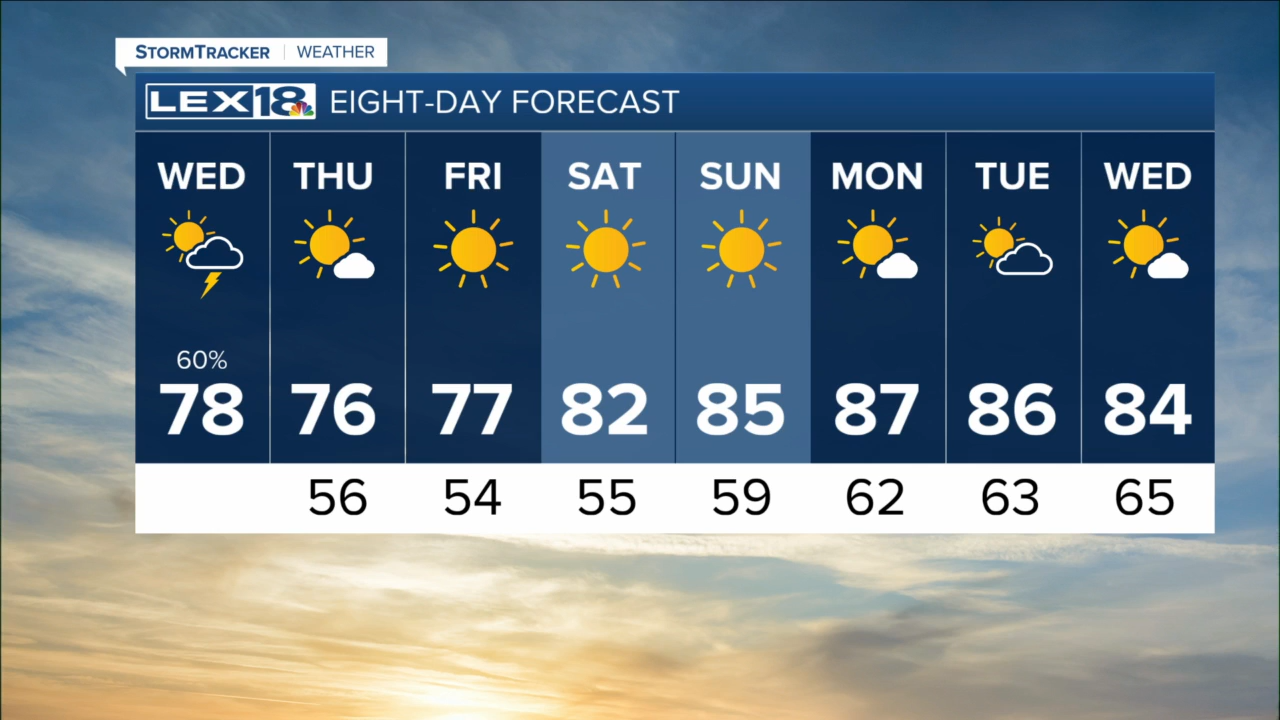 STORMTRACKER | WEATHER
LEX18 EIGHT-DAY FORECAST
WED THU FRI SAT SUN MON TUE WED
60%
78 76 77 82 85 87 86 84
56 54 55 59 62 63 65